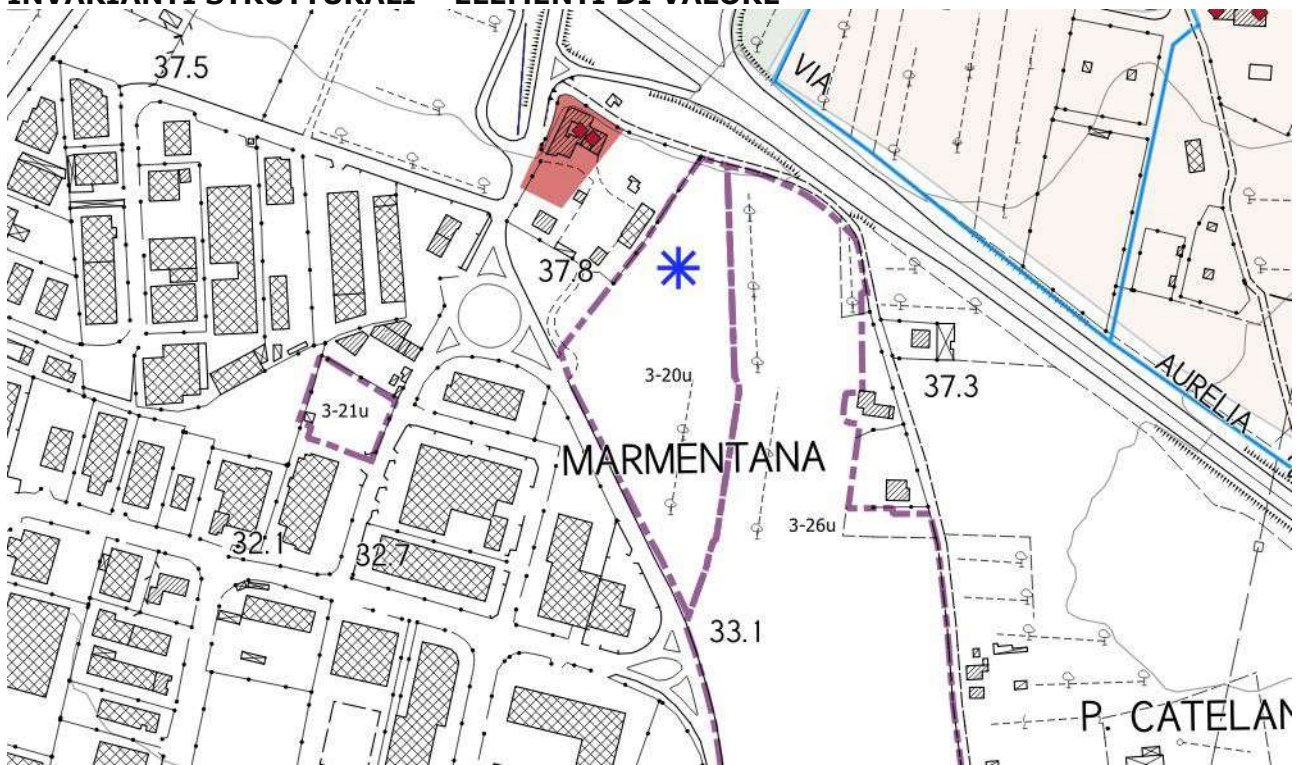 INVARIANTI STRUTTURALI – ELEMENTI DI VALORE
37.5
VIA
37.8
3-20u
37.3
AURELIA
3-21u
MARMENTANA
3-26u
32.1
32.7
33.1
P. CATELAN